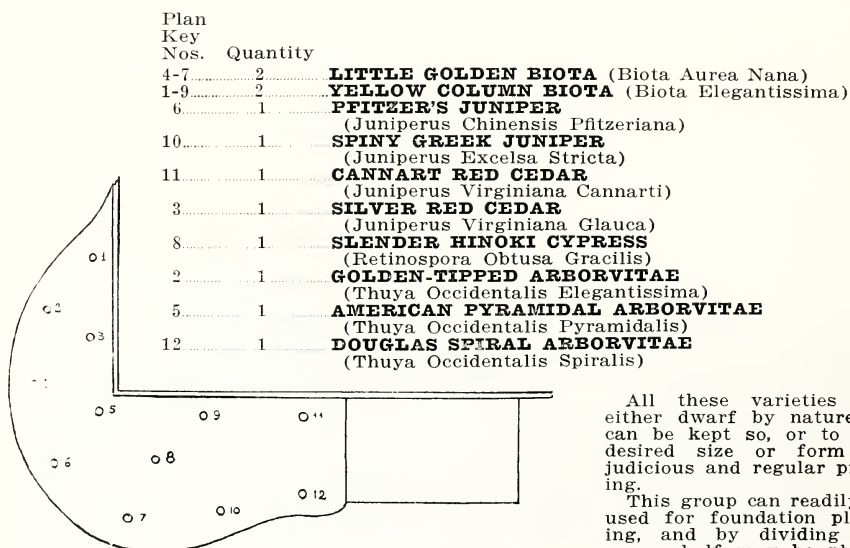 Plan
Key
Nos. Quantity
4-7 2 LITTLE GOLDEN BIOTA (Biota Aurea Nana)
1-9 2 YELLOW COLUMN BIOTA (Biota Elegantissima)
6 1 PFITZER'S JUNIPER
(Juniperus Chinensis Pfitzeriana)
10 1 SPINY GREEK JUNIPER
(Juniperus Excelsa Stricta)
11 1 CANNART RED CEDAR
(Juniperus Virginiana Cannarti)
3 1 SILVER RED CEDAR
(Juniperus Virginiana Glauca)
8 1 SLENDER HINOKI CYPRESS
(Retinospora Obtusa Gracilis)
2 1 GOLDEN-TIPPED ARBORVITAE
(Thuya Occidentalis Elegantissima)
5 1 AMERICAN PYRAMIDAL ARBORVITAE
(Thuya Occidentalis Pyramidalis)
12 1 DOUGLAS SPIRAL ARBORVITAE
(Thuya Occidentalis Spiralis)
1
2
3
5
9
11
6
8
12
7
10
All these varieties
either dwarf by nature
can be kept so, or to
desired size or form
judicious and regular
ing.
This group can readily
used for foundation
ing, and by dividing